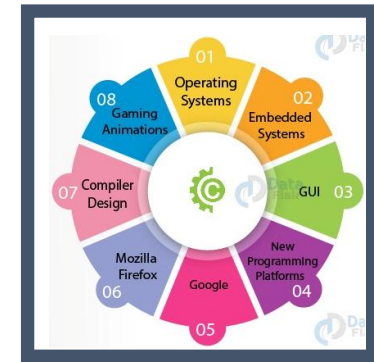 01
Operating
Systems
02
Embedded
Systems
GUI
03
New
Programming
Platforms
04
Google
05
Mozilla
Firefox
06
07
Compiler
Design
08
Gaming
Animations
C
Data